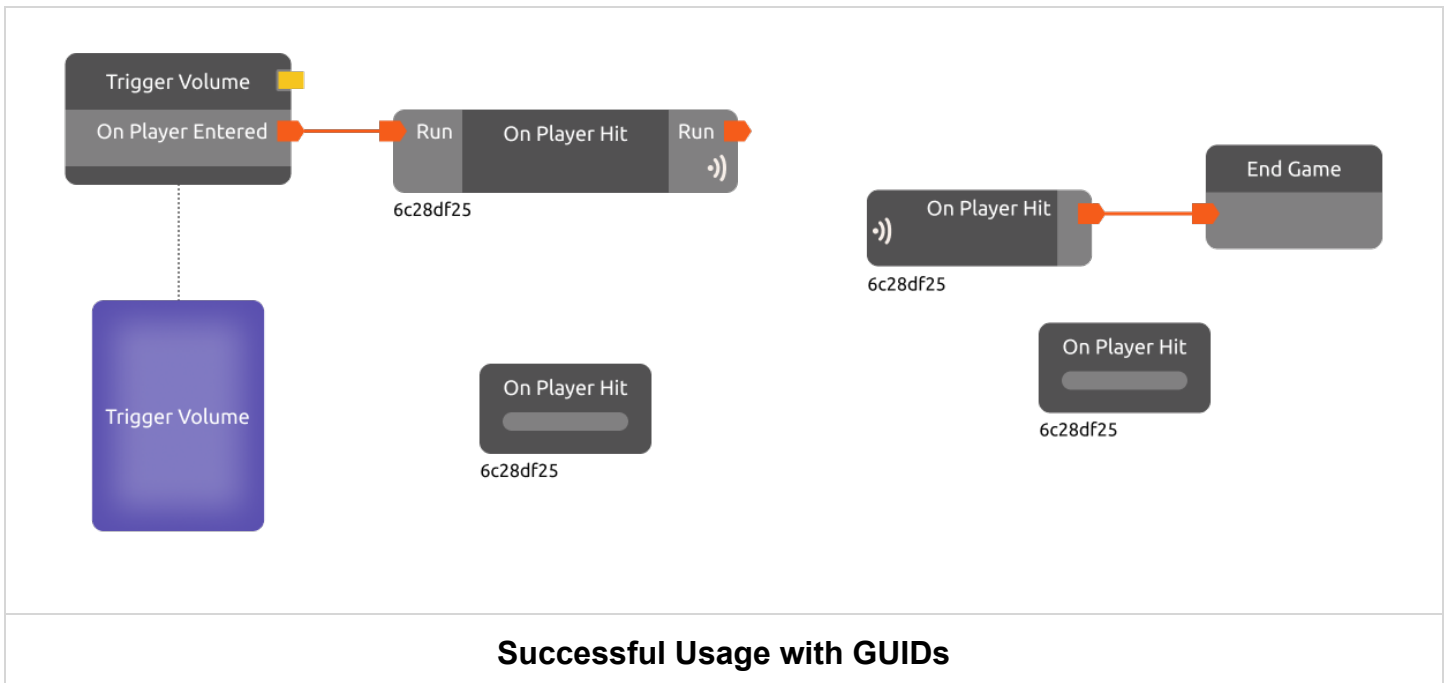 Trigger Volume
On Player Entered
Run
On Player Hit
Run
6c28df25
On Player Hit
6c28df25
End Game
Trigger Volume
On Player Hit
6c28df25
On Player Hit
6c28df25
Successful Usage with GUIDs